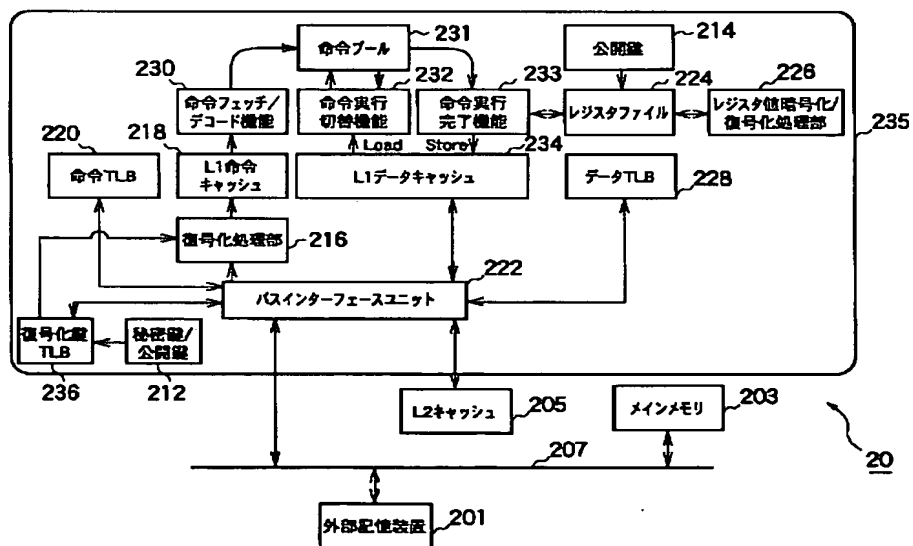 命令プール
231
公開鍵
214
230
232
233
224
226
命令フェッチ/
デコード機能
命令実行
切替機能
命令実行
完了機能
レジスタファイル
レジスタ値暗号化/
復号化処理部
235
220
218
Load
Store
234
命令TLB
L1命令
キャッシュ
L1データキャッシュ
データTLB
228
復号化処理部
216
222
バスインターフェースユニット
復号化鍵
TLB
秘密鍵/
公開鍵
236
212
L2キャッシュ
205
メインメモリ
203
207
20
外部記憶装置
201